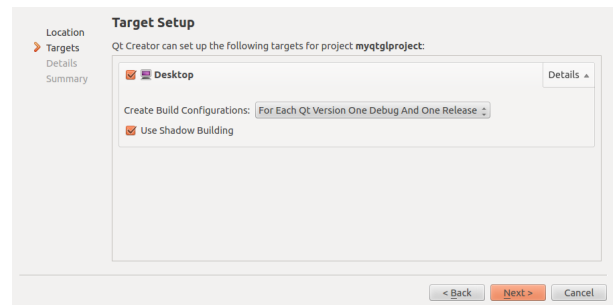 Location
Targets
Details
Summary
Target Setup
Qt Creator can set up the following targets for project myqtglproject:
Desktop
Details
Create Build Configurations: For Each Qt Version One Debug And One Release
Use Shadow Building
< Back Next > Cancel